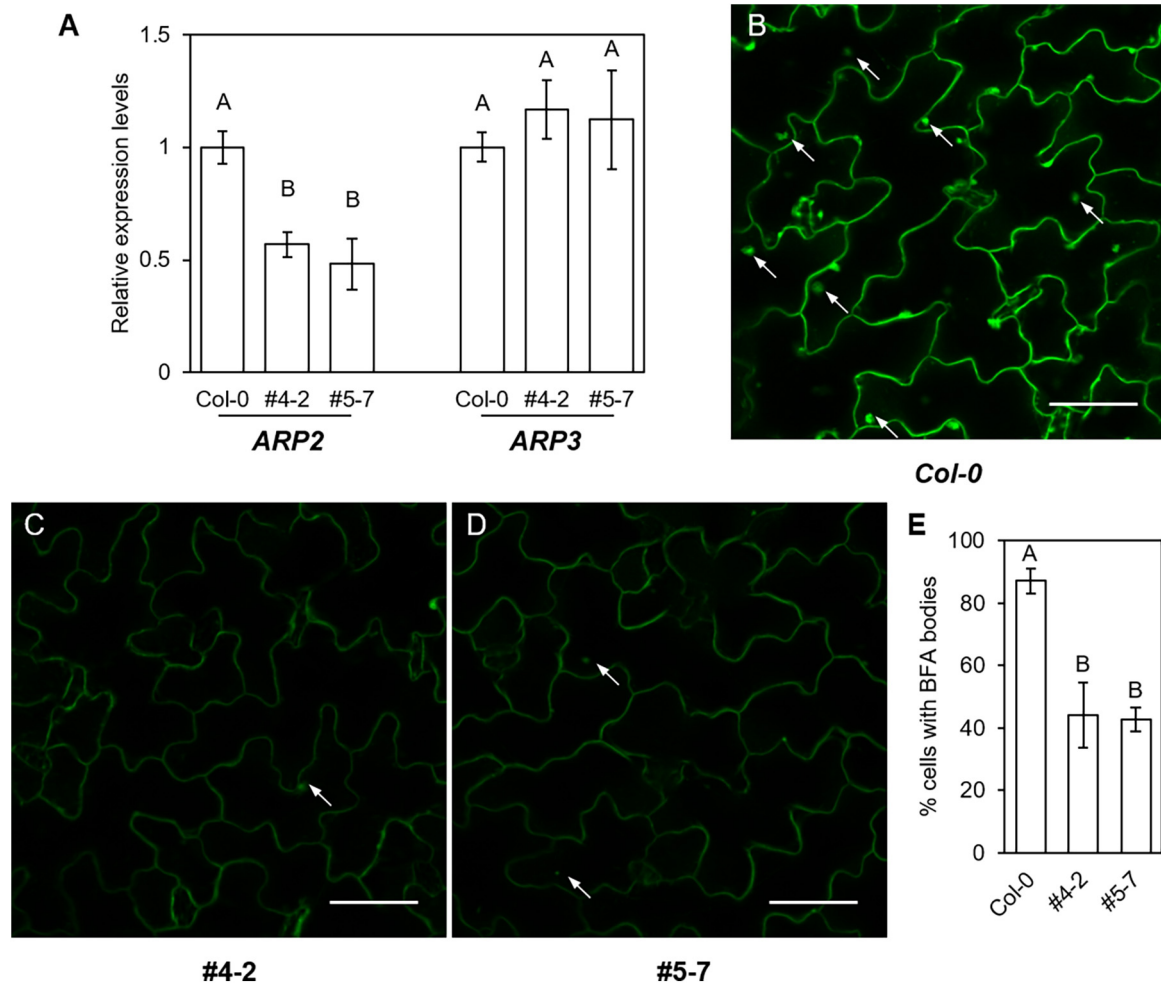 A
Relative expression levels
1.5
1
0.5
0
A
B
B
A
A
A
Col-0 #4-2 #5-7
Col-0 #4-2 #5-7
ARP2
ARP3
B
Col-0
C
#4-2
D
#5-7
E
% cells with BFA bodies
100
80
60
40
20
0
A
B
B
Col-0
#4-2
#5-7